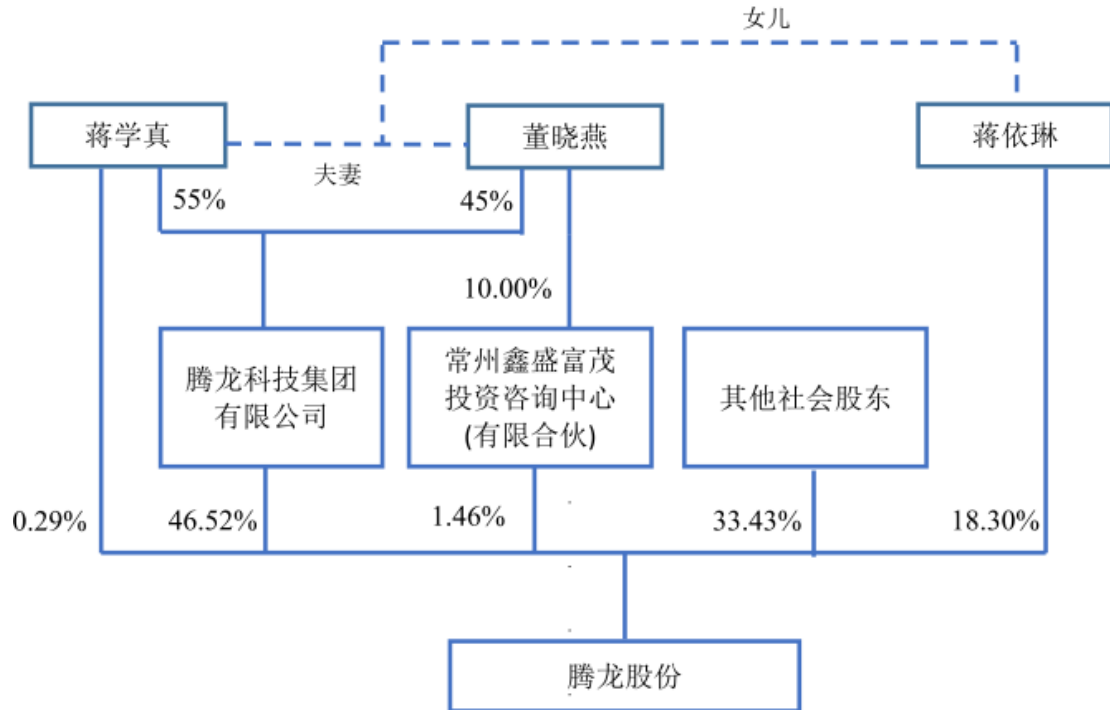 女儿
蒋学真
董晓燕
蒋依琳
夫妻
55%
45%
10.00%
腾龙科技集团
有限公司
常州鑫盛富茂
投资咨询中心
(有限合伙)
其他社会股东
0.29%
46.52%
1.46%
33.43%
18.30%
腾龙股份